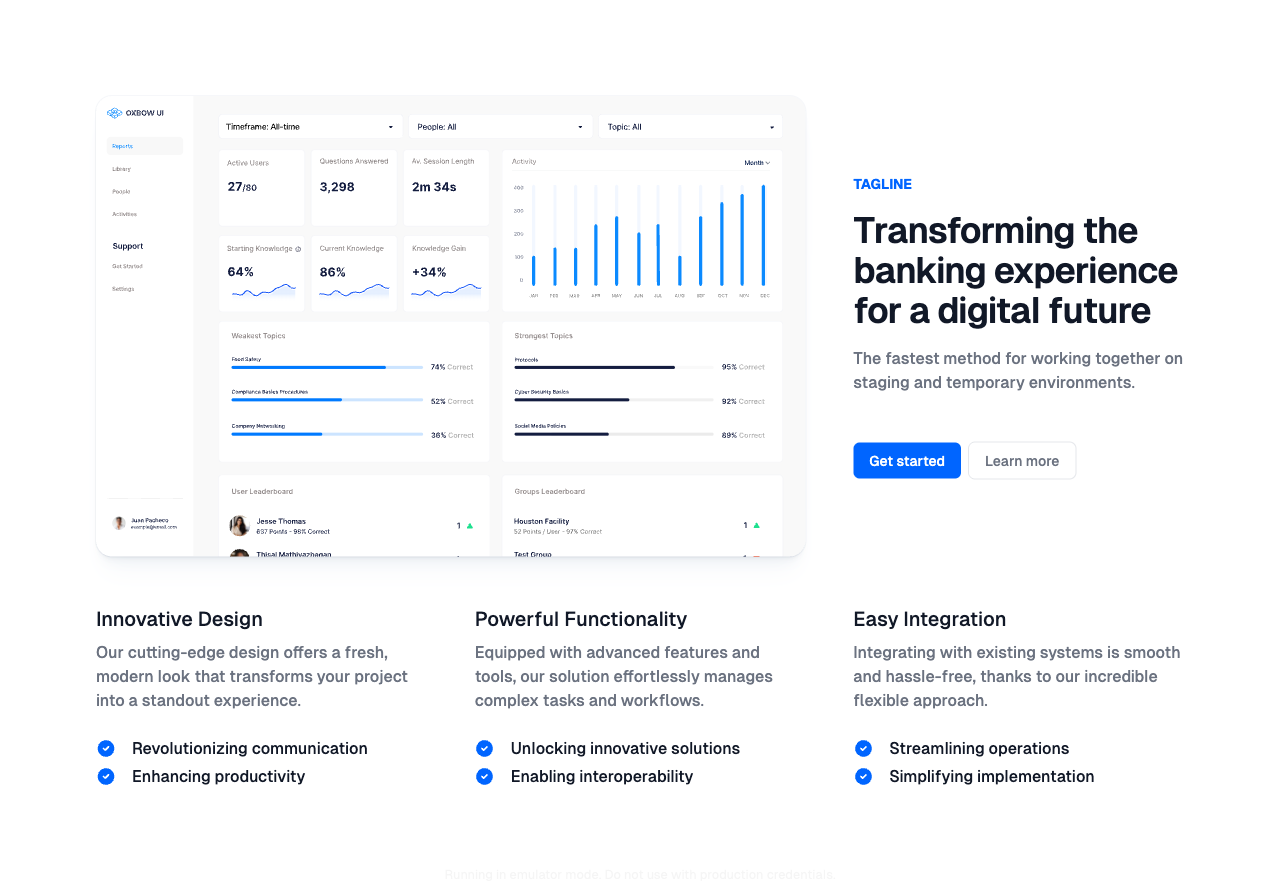 OXBOW UI
Reports
Library
People
Activities
Support
Get Started
Settings
Juan Pacheco
Timeframe: All-time
People: All
Topic: All
Active Users
27/80
Questions Answered
3,298
Av. Session Length
2m 34s
Starting Knowledge
64%
Current Knowledge
86%
Knowledge Gain
+34%
Activity
Month
400
300
200
100
0
JAN FEB MAR APR MAY JUN JUL AUG SEP OCT NOV DEC
Weakest Topics
Food Safety
74% Correct
Compliance Basics Procedures
52% Correct
Company Networking
36% Correct
Strongest Topics
Protocols
95% Correct
Cyber Security Basics
92% Correct
Social Media Policies
89% Correct
User Leaderboard
Jesse Thomas
637 Points - 98% Correct
1
Thisal Mathiyazhagan
Groups Leaderboard
Houston Facility
52 Points / User - 97% Correct
1
Test Group
TAGLINE
Transforming the
banking experience
for a digital future
The fastest method for working together on
staging and temporary environments.
Get started
Learn more
Innovative Design
Our cutting-edge design offers a fresh,
modern look that transforms your project
into a standout experience.
Revolutionizing communication
Enhancing productivity
Powerful Functionality
Equipped with advanced features and
tools, our solution effortlessly manages
complex tasks and workflows.
Unlocking innovative solutions
Enabling interoperability
Easy Integration
Integrating with existing systems is smooth
and hassle-free, thanks to our incredible
flexible approach.
Streamlining operations
Simplifying implementation
Running in emulator mode. Do not use with production credentials.